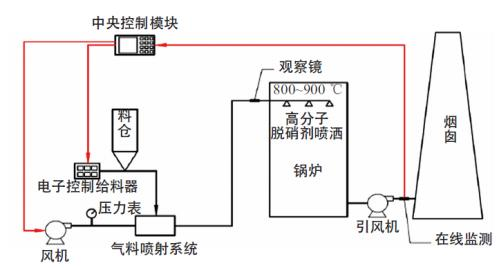 中央控制模块
观察镜
800~900 ℃
高分子
脱硝剂喷洒
料
仓
烟
囱
锅炉
电子控制给料器
压力表
风机
气料喷射系统
引风机
在线监测